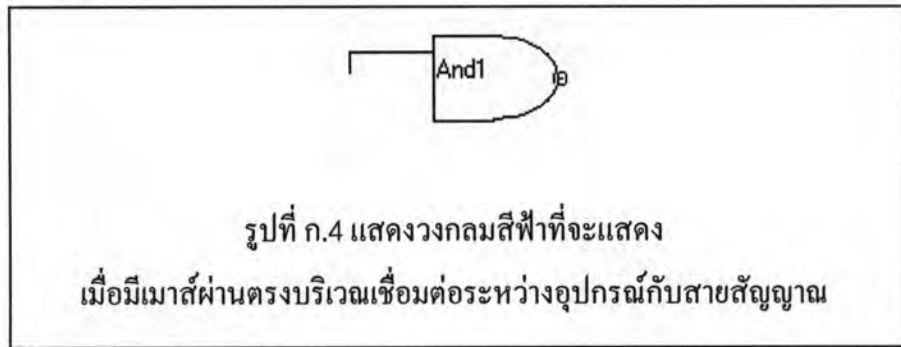 And1
รูปที่ ก.4 แสดงวงกลมสีฟ้าที่จะแสดง
เมื่อมีเมาส์ผ่านตรงบริเวณเชื่อมต่อระหว่างอุปกรณ์กับสายสัญญาณ